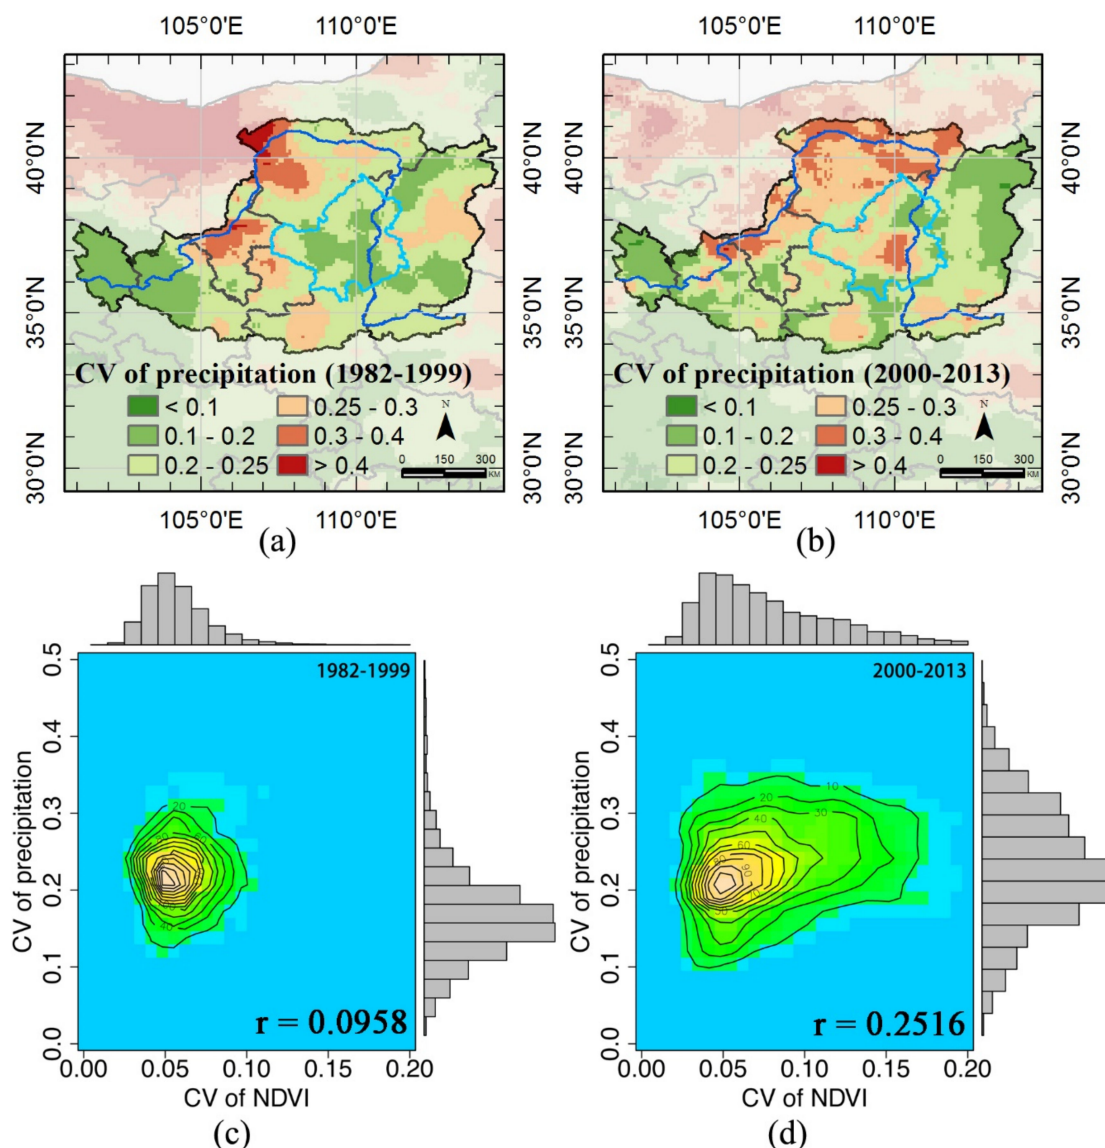 105°0'E 110°0'E 105°0'E 110°0'E
40°0'N 40°0'N 40°0'N 40°0'N
35°0'N 35°0'N 35°0'N 35°0'N
CV of precipitation (1982-1999) CV of precipitation (2000-2013)
< 0.1 0.25 - 0.3 N < 0.1 0.25 - 0.3 N
0.1 - 0.2 0.3 - 0.4 0.1 - 0.2 0.3 - 0.4
0 150 300 0 150 300
0.2 - 0.25 > 0.4 KM 0.2 - 0.25 > 0.4 KM
30°0'N 30°0'N 30°0'N 30°0'N
105°0'E 110°0'E 105°0'E 110°0'E
(a) (b)
1982-1999 2000-2013
0.5 0.5
0.4 0.4
0.3 0.3
0.2 0.2
0.1 0.1
0.0 0.0
CV of precipitation CV of precipitation
20 10
20 30
40
60
40
r = 0.0958 r = 0.2516
0.00 0.05 0.10 0.15 0.20 0.00 0.05 0.10 0.15 0.20
CV of NDVI CV of NDVI
(c) (d)